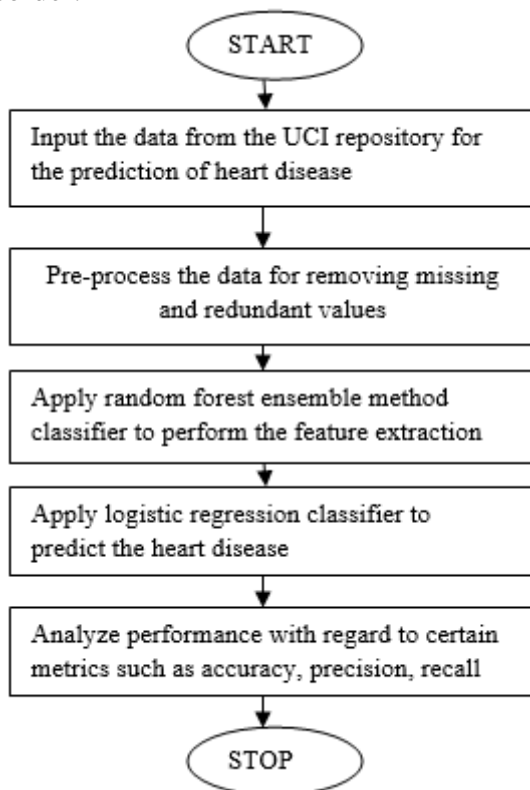 START
Input the data from the UCI repository for
the prediction of heart disease
Pre-process the data for removing missing
and redundant values
Apply random forest ensemble method
classifier to perform the feature extraction
Apply logistic regression classifier to
predict the heart disease
Analyze performance with regard to certain
metrics such as accuracy, precision, recall
STOP